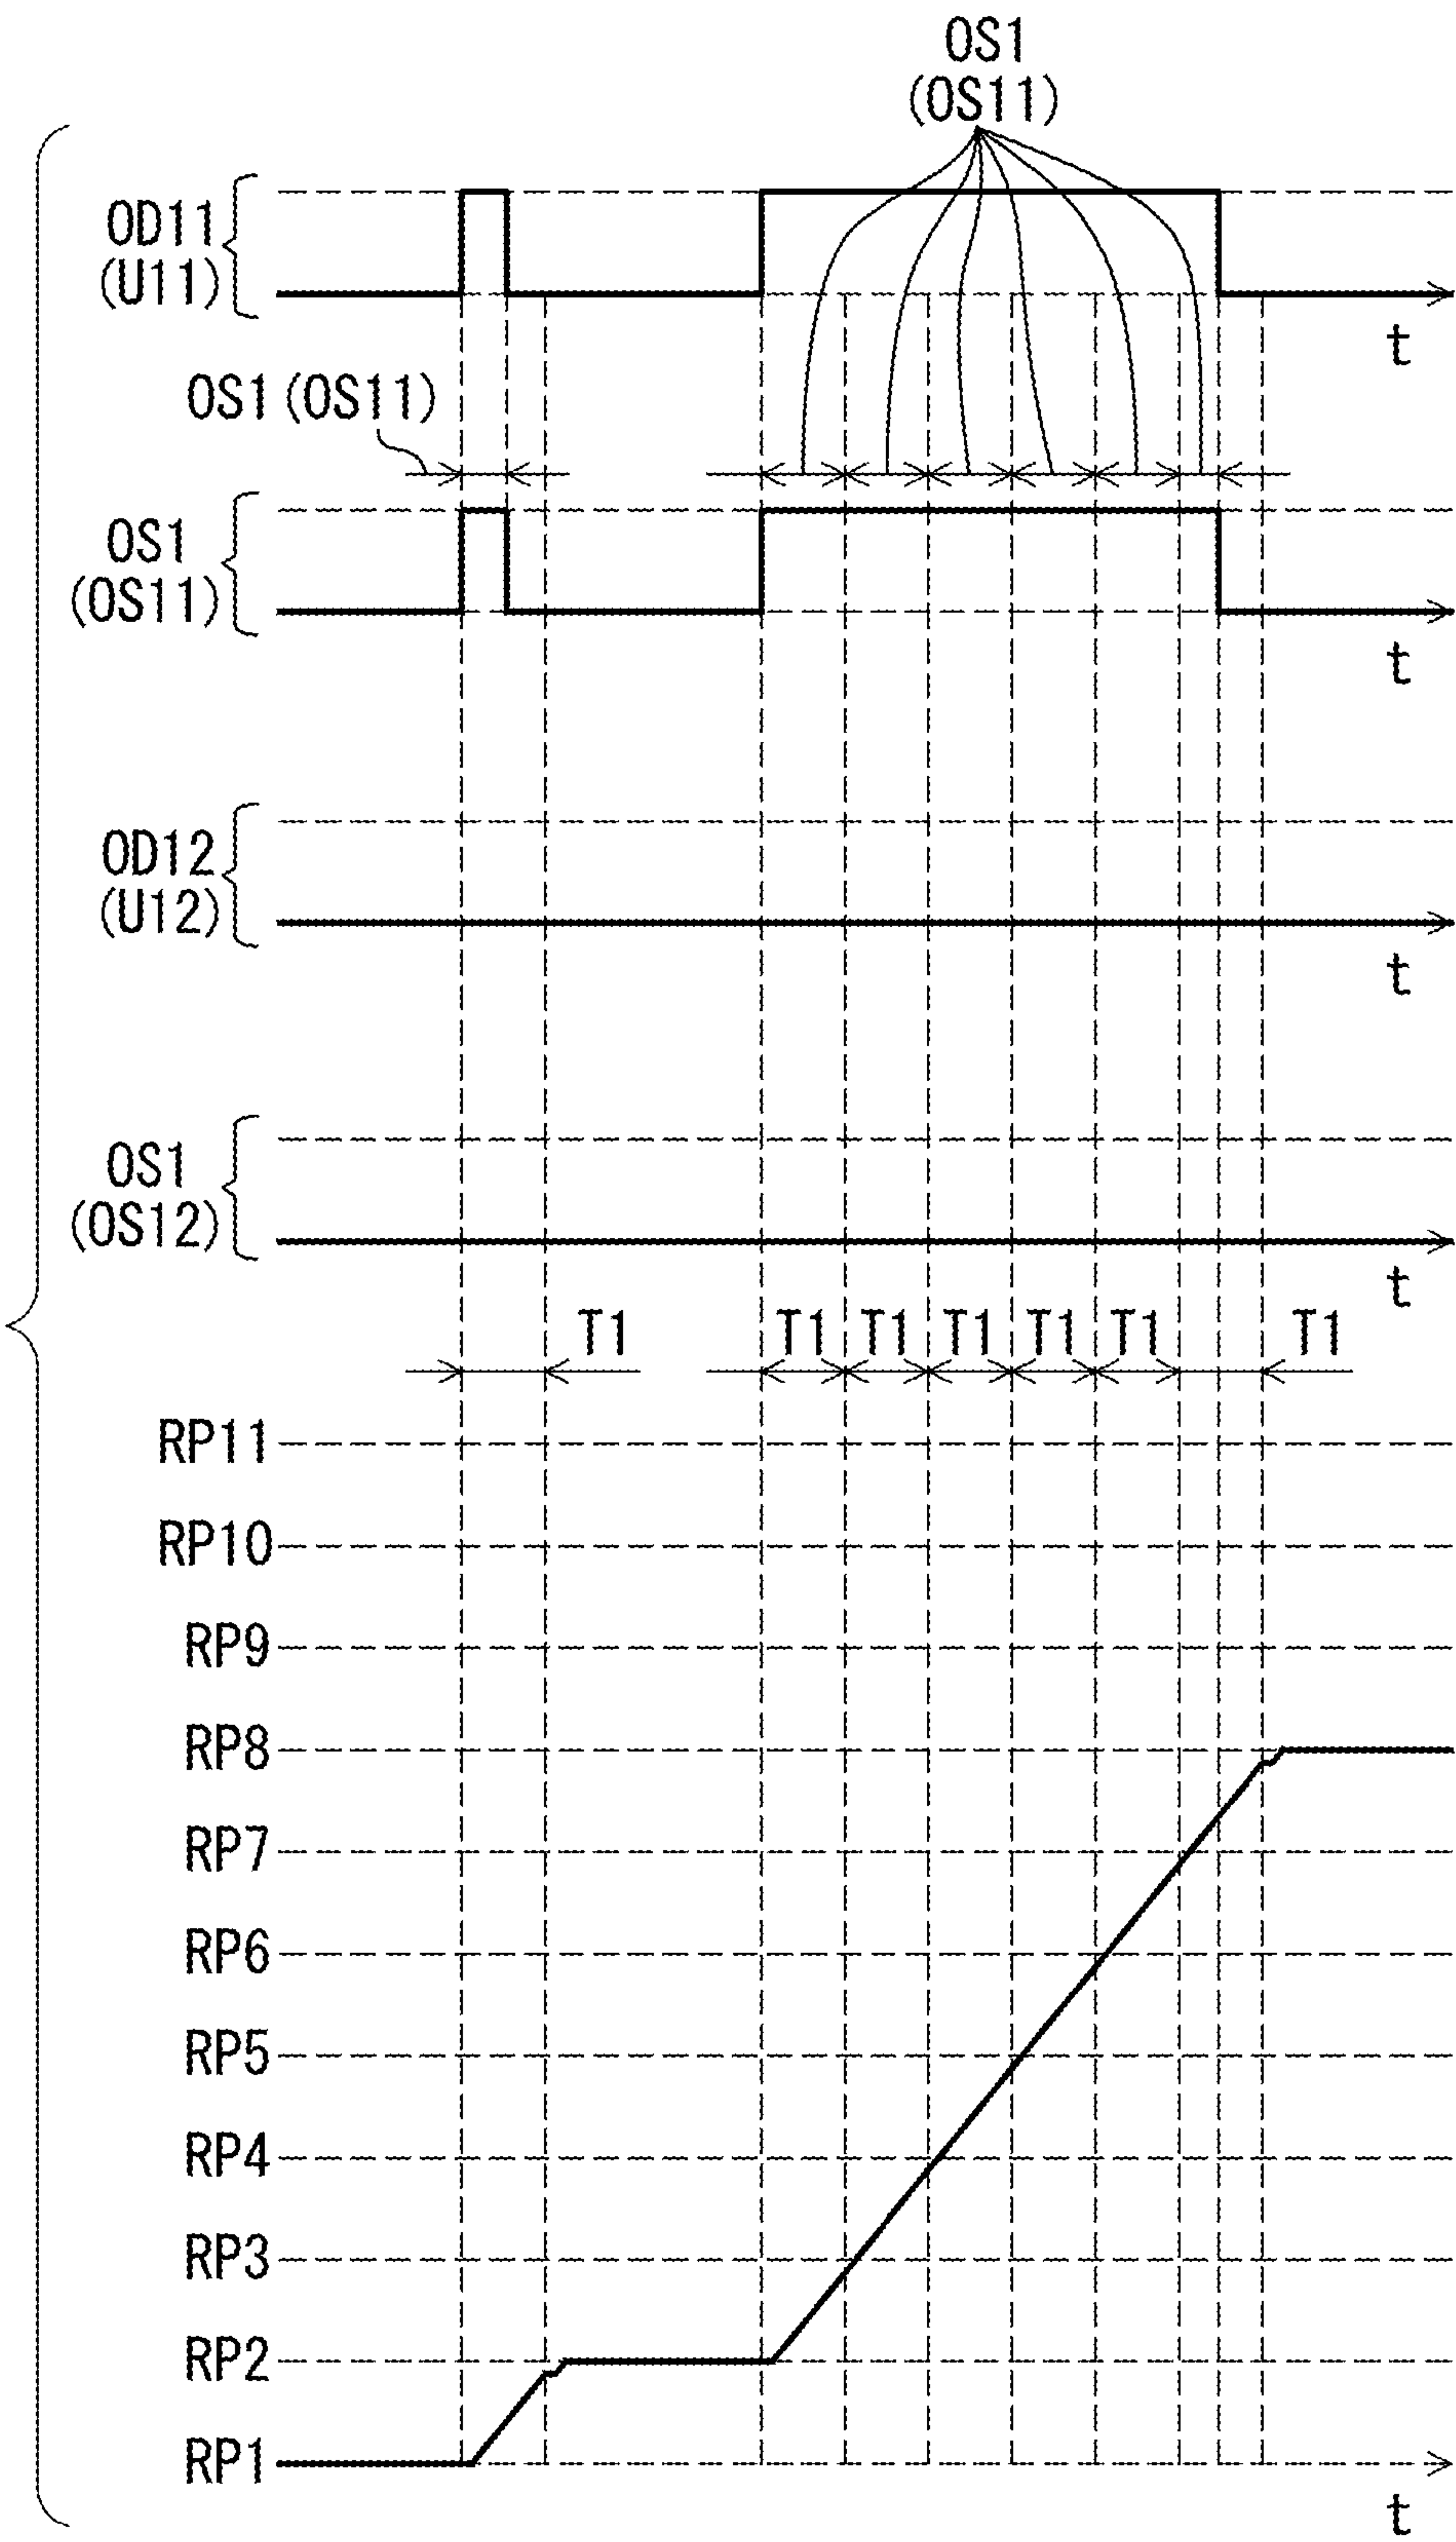 OS1
(OS11)
OD11
(U11)
t
OS1(OS11)
OS1
(OS11)
t
OD12
(U12)
t
OS1
(OS12)
t
T1 T1 T1 T1 T1 T1 T1
RP11
RP10
RP9
RP8
RP7
RP6
RP5
RP4
RP3
RP2
RP1
t